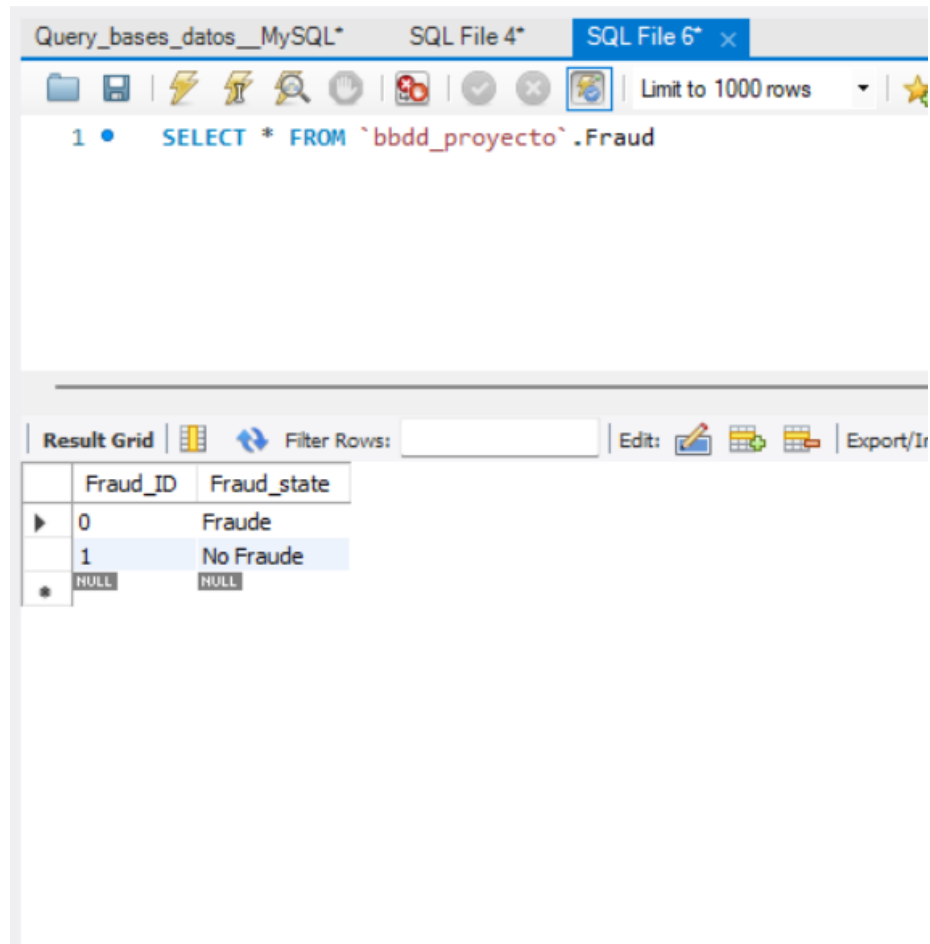 Query_bases_datos__MySQL* SQL File 4* SQL File 6*
Limit to 1000 rows
1 SELECT * FROM `bbdd_proyecto`.Fraud
Result Grid Filter Rows: Edit: Export/Ir
Fraud_ID Fraud_state
0 Fraude
1 No Fraude
NULL NULL